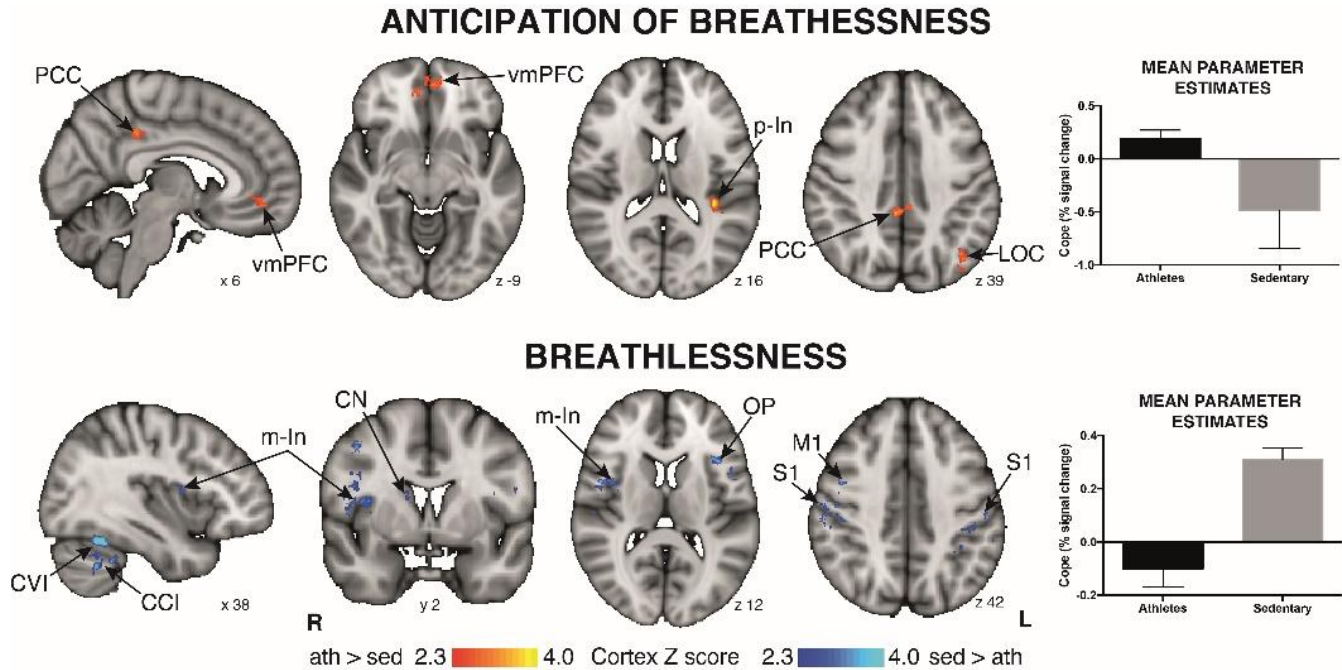 ANTICIPATION OF BREATHESSNESS
PCC
vmPFC
x 6
vmPFC
z -9
p-In
z 16
PCC
LOC
z 39
MEAN PARAMETER
ESTIMATES
Cope (% signal change)
0.5
0.0
-0.5
-1.0
Athletes
Sedentary
BREATHLESSNESS
m-In
CVI
CCI
x 38
CN
y 2
m-In
OP
z 12
M1
S1
S1
z 42
MEAN PARAMETER
ESTIMATES
Cope (% signal change)
0.4
0.2
0.0
-0.2
Athletes
Sedentary
R
L
ath > sed 2.3 4.0 Cortex Z score 2.3 4.0 sed > ath